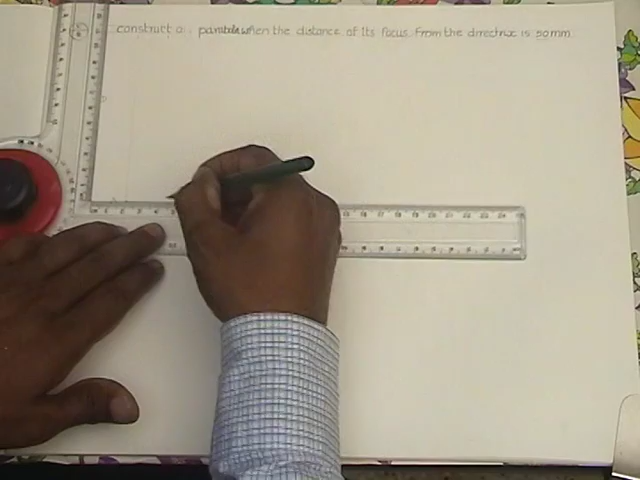 construct a parabola when the distance of its focus from the directrix is 50mm.